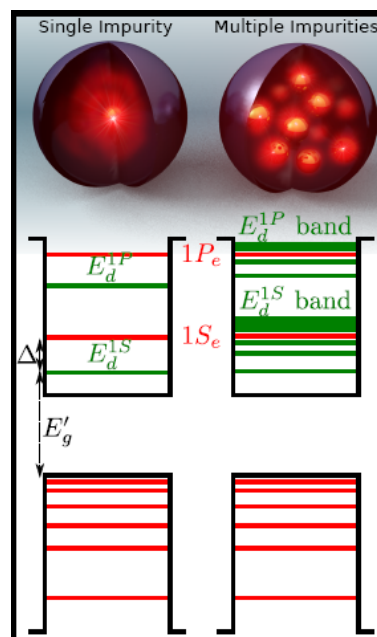 Single Impurity Multiple Impurities
E_d^{1P} band
E_d^{1P} 1P_e
E_d^{1S} band
1S_e
Δ E_d^{1S}
E'_g